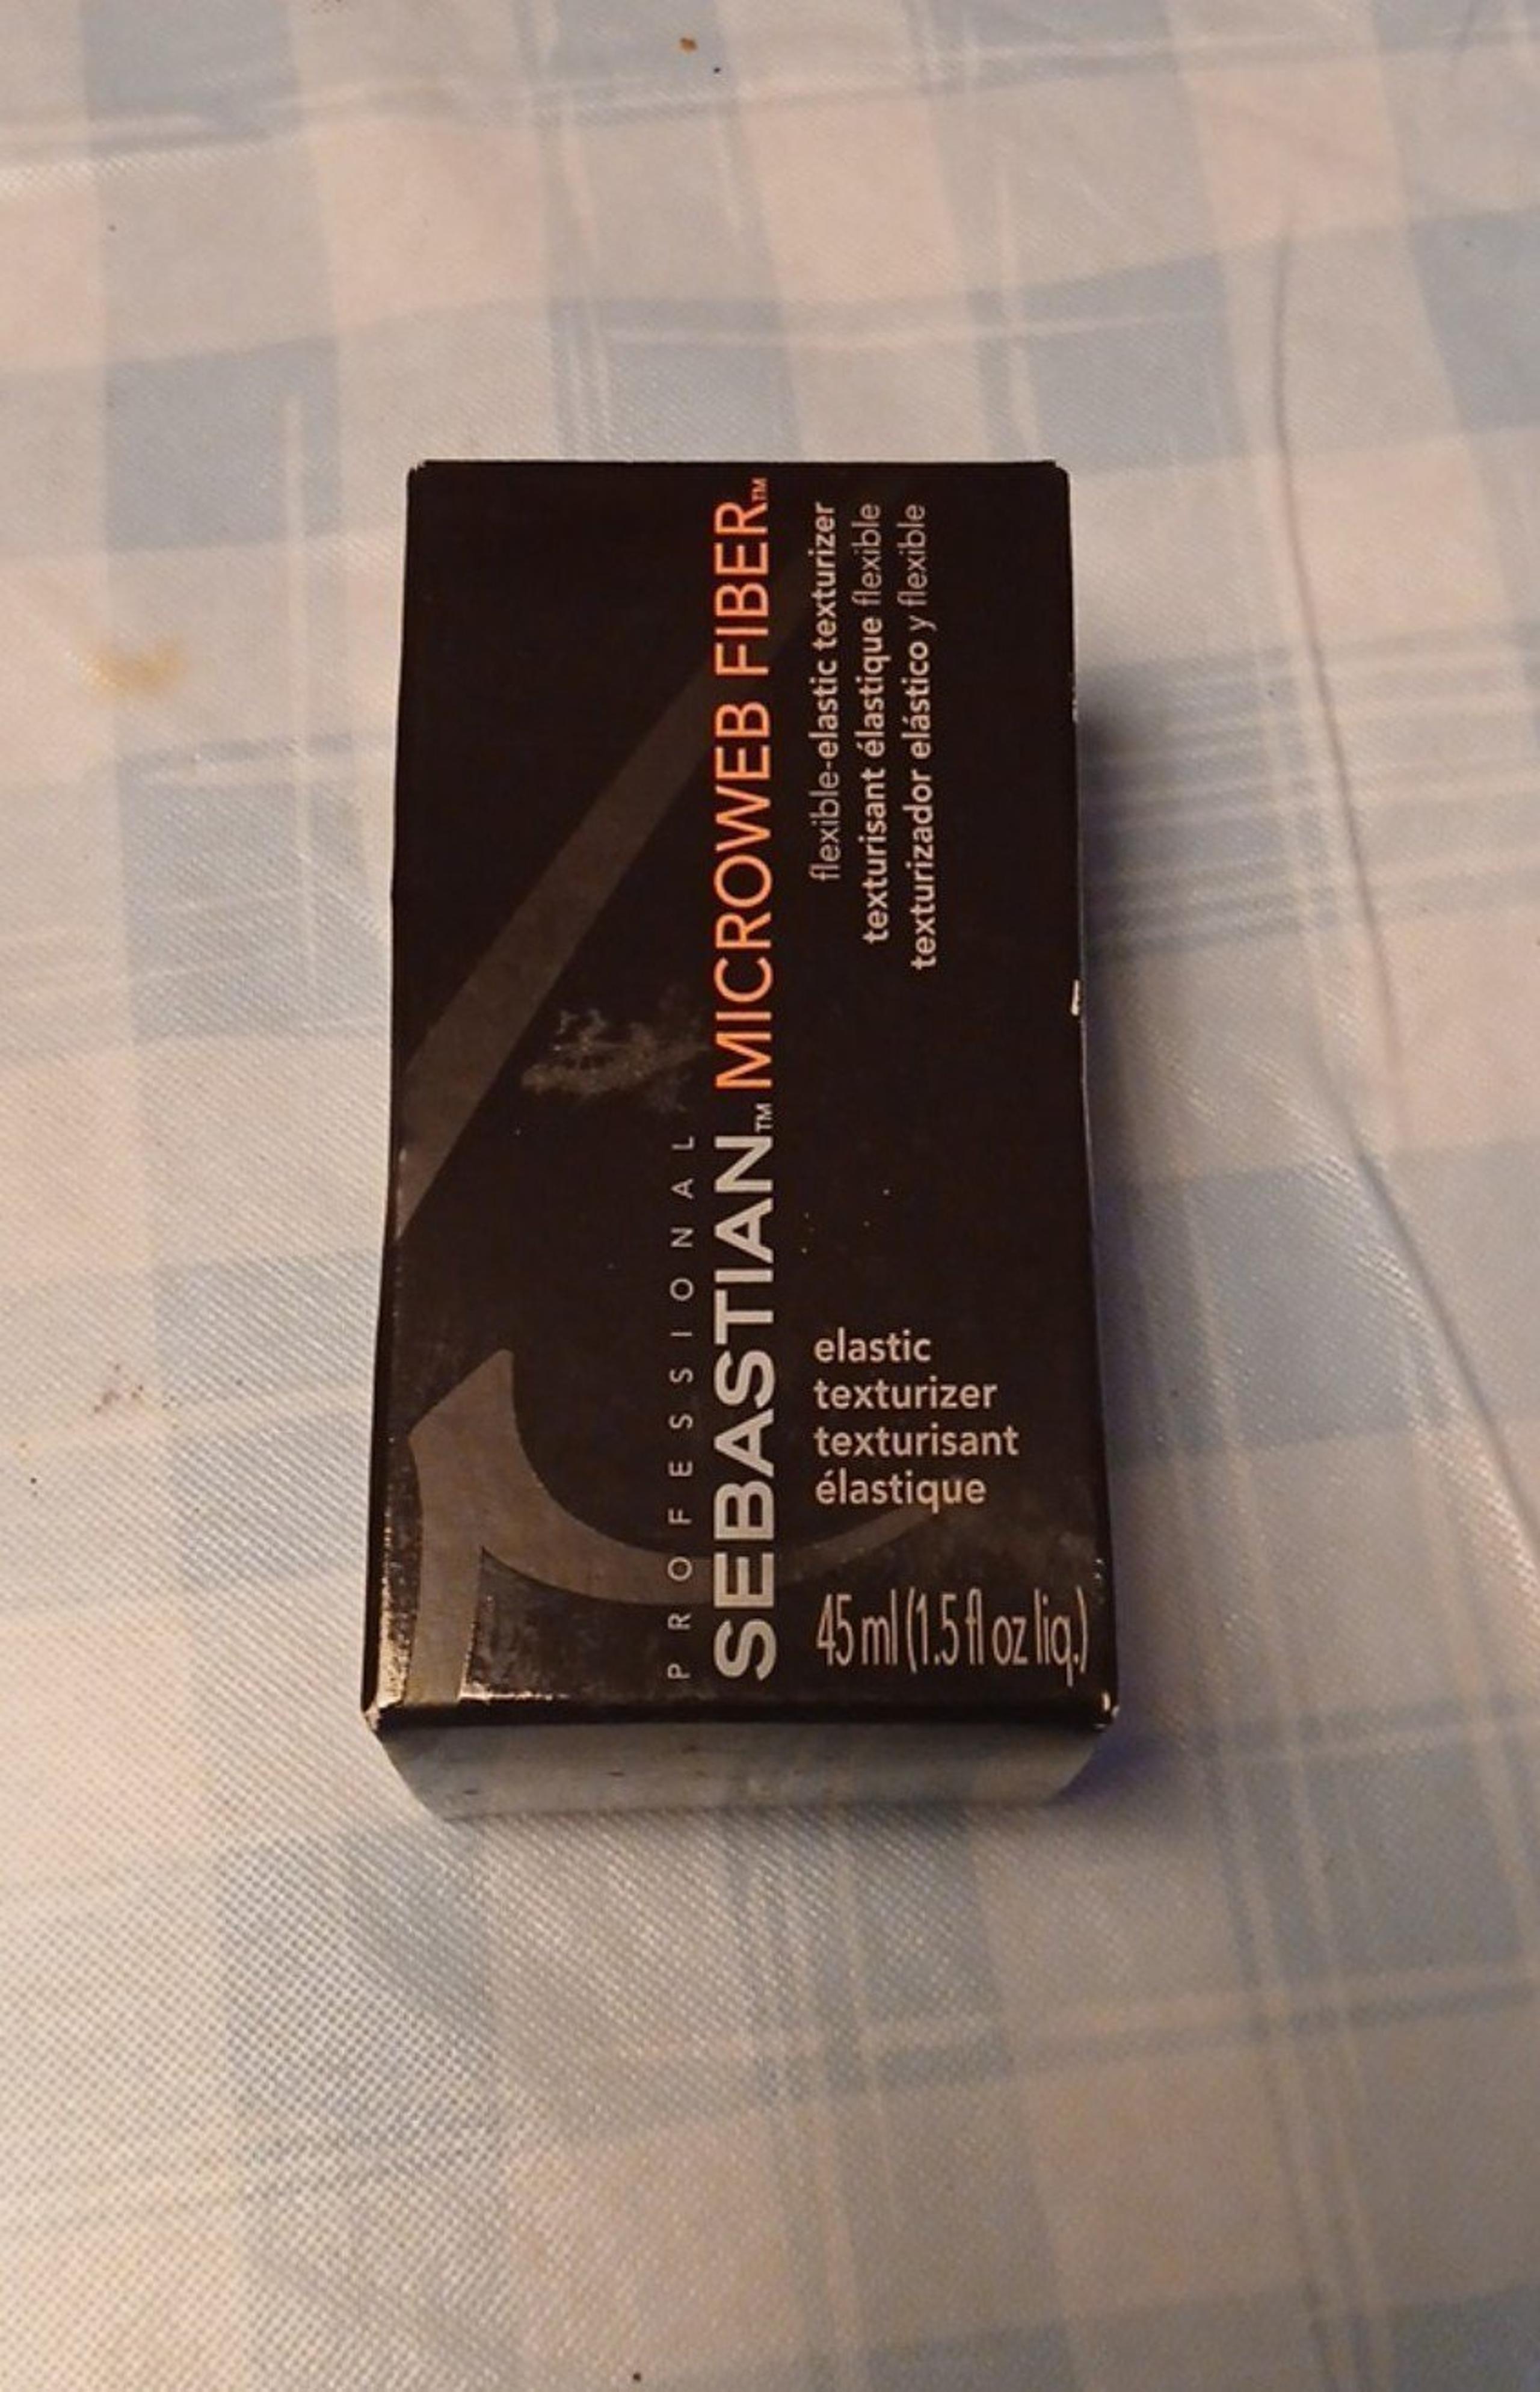 PROFESSIONAL
SEBASTIAN™ MICROWEB FIBER™
flexible-elastic texturizer
texturisant élastique flexible
texturizador elástico y flexible
elastic
texturizer
texturisant
élastique
45 ml (1.5 fl oz liq.)